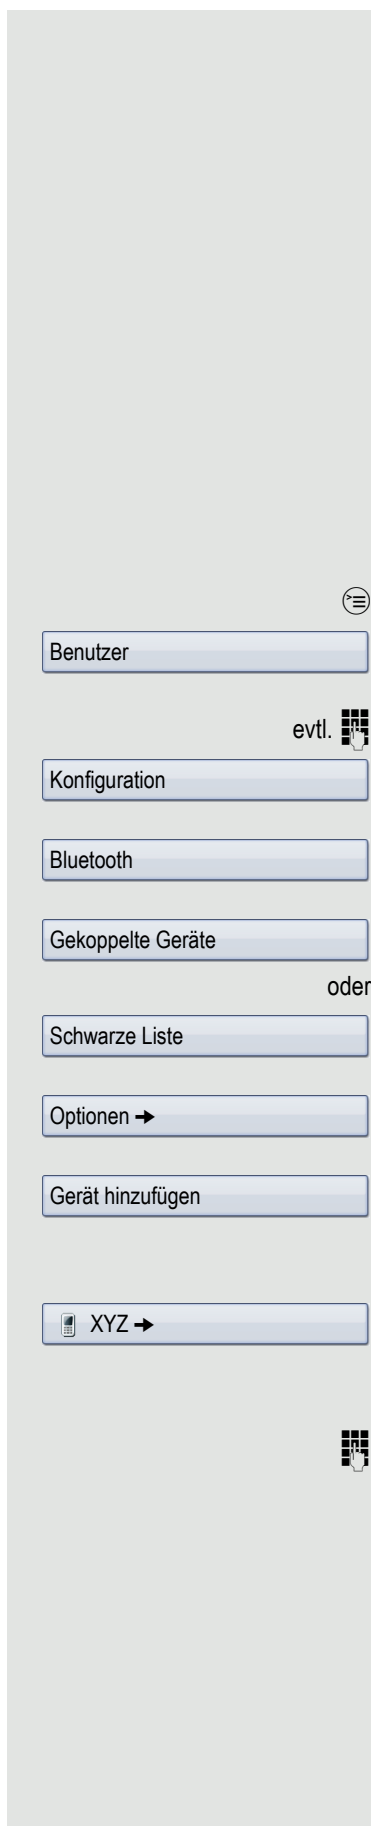 Benutzer
evtl.
Konfiguration
Bluetooth
Gekoppelte Geräte
oder
Schwarze Liste
Optionen →
Gerät hinzufügen
XYZ →